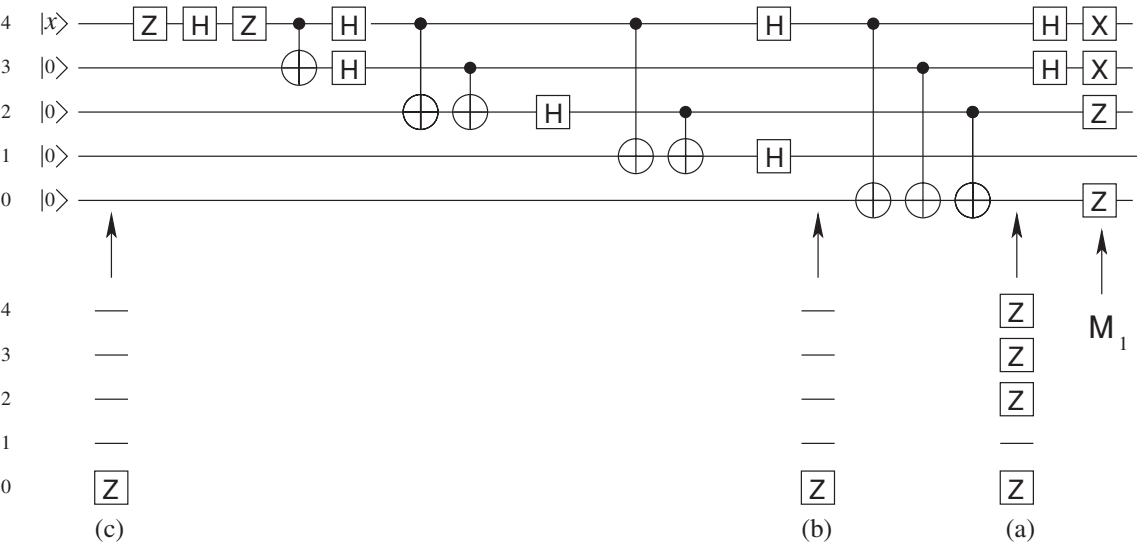 4 |x⟩ Z H Z H H H X
3 |0⟩ H H X
2 |0⟩ H Z
1 |0⟩ H
0 |0⟩ Z
4 Z M1
3 Z
2 Z
1
0 Z Z Z
(c) (b) (a)